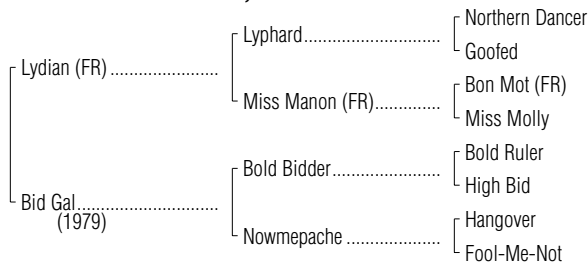 Northern Dancer
Lyphard
Goofed
Lydian (FR)
Bon Mot (FR)
Miss Manon (FR)
Miss Molly
Bold Ruler
Bold Bidder
High Bid
Bid Gal
(1979)
Hangover
Nowmepache
Fool-Me-Not